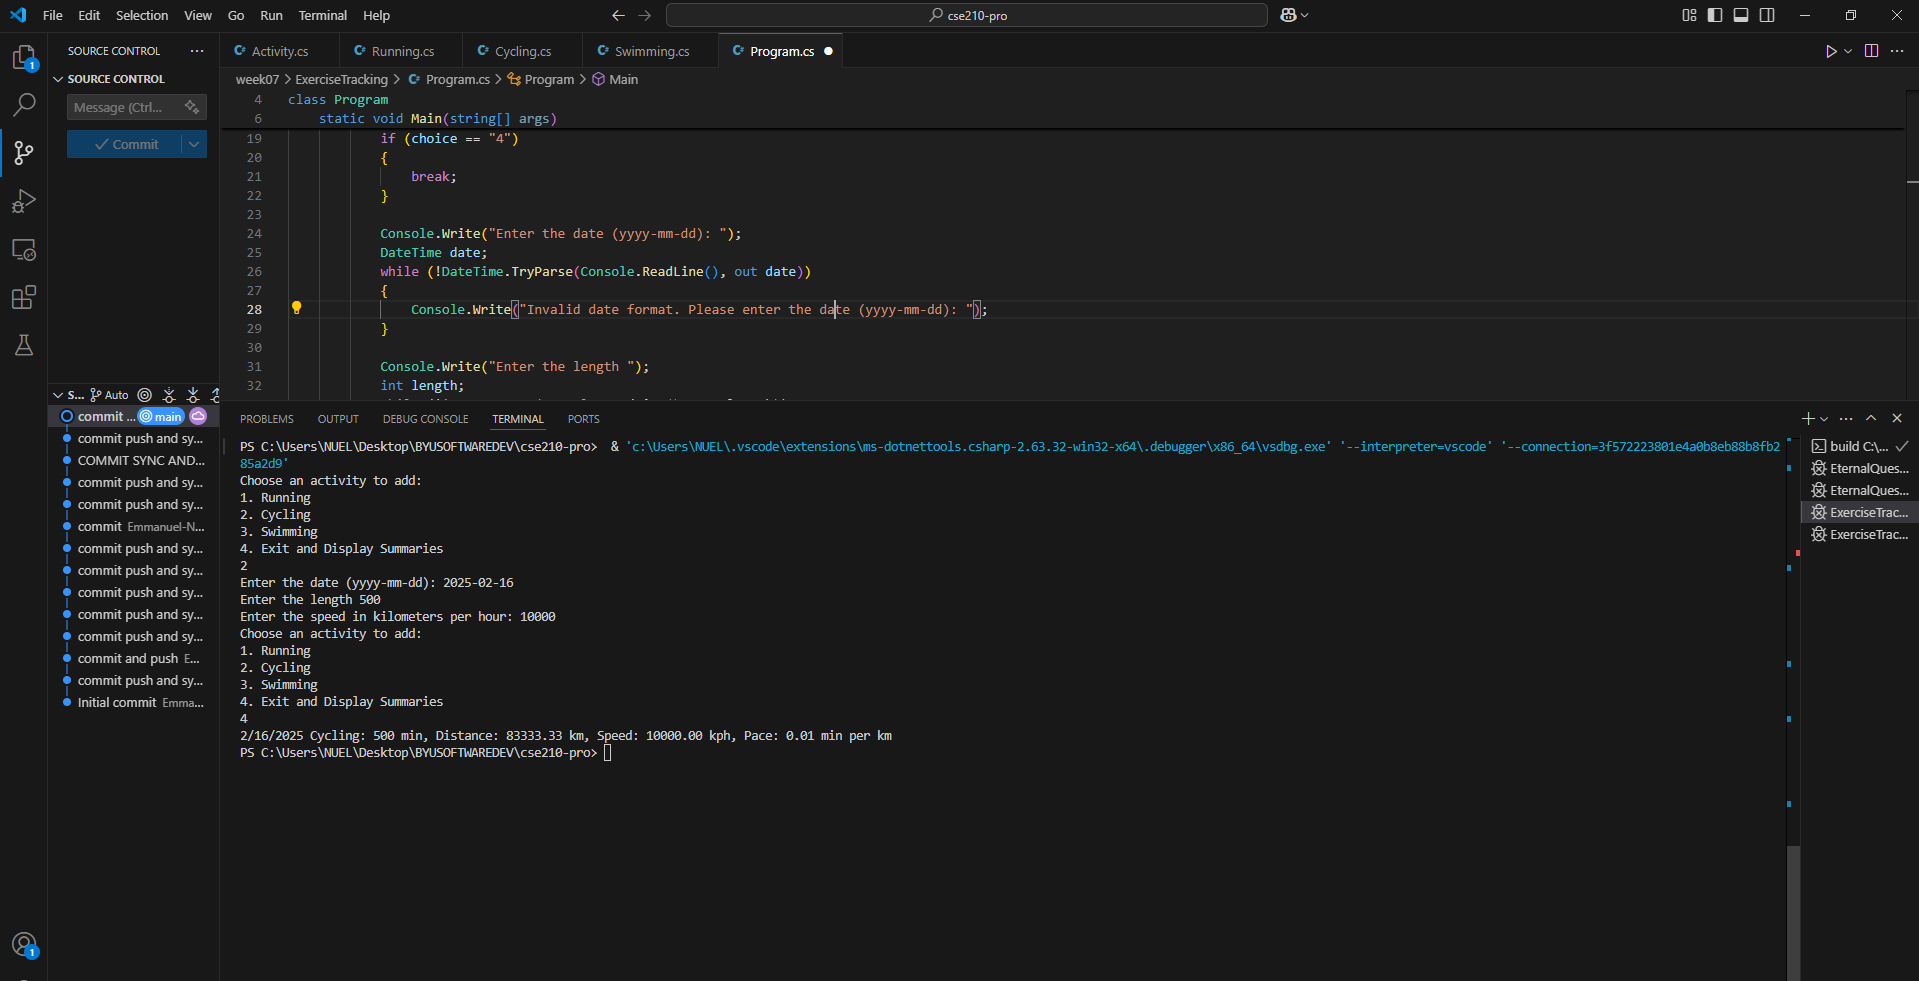 File Edit Selection View Go Run Terminal Help
cse210-pro
1
SOURCE CONTROL
SOURCE CONTROL
Message (Ctrl...
Commit
Activity.cs
Running.cs
Cycling.cs
Swimming.cs
Program.cs
week07 > ExerciseTracking > Program.cs > Program > Main
4 class Program
6 static void Main(string[] args)
19 if (choice == "4")
20 {
21 break;
22 }
23
24 Console.Write("Enter the date (yyyy-mm-dd): ");
25 DateTime date;
26 while (!DateTime.TryParse(Console.ReadLine(), out date))
27 {
28 Console.Write("Invalid date format. Please enter the date (yyyy-mm-dd): ");
29 }
30
31 Console.Write("Enter the length ");
32 int length;
S... Auto
commit ... main
commit push and sy...
COMMIT SYNC AND...
commit push and sy...
commit push and sy...
commit Emmanuel-N...
commit push and sy...
commit push and sy...
commit push and sy...
commit push and sy...
commit push and sy...
commit and push E...
commit push and sy...
Initial commit Emma...
1
PROBLEMS OUTPUT DEBUG CONSOLE TERMINAL PORTS
PS C:\Users\NUEL\Desktop\BYUSOFTWAREDEV\cse210-pro> & 'c:\Users\NUEL\.vscode\extensions\ms-dotnettools.csharp-2.63.32-win32-x64\.debugger\x86_64\vsdbg.exe' '--interpreter=vscode' '--connection=3f572223801e4a0b8eb88b8fb2
85a2d9'
Choose an activity to add:
1. Running
2. Cycling
3. Swimming
4. Exit and Display Summaries
2
Enter the date (yyyy-mm-dd): 2025-02-16
Enter the length 500
Enter the speed in kilometers per hour: 10000
Choose an activity to add:
1. Running
2. Cycling
3. Swimming
4. Exit and Display Summaries
4
2/16/2025 Cycling: 500 min, Distance: 83333.33 km, Speed: 10000.00 kph, Pace: 0.01 min per km
PS C:\Users\NUEL\Desktop\BYUSOFTWAREDEV\cse210-pro>
build C:\...
EternalQues...
EternalQues...
ExerciseTrac...
ExerciseTrac...